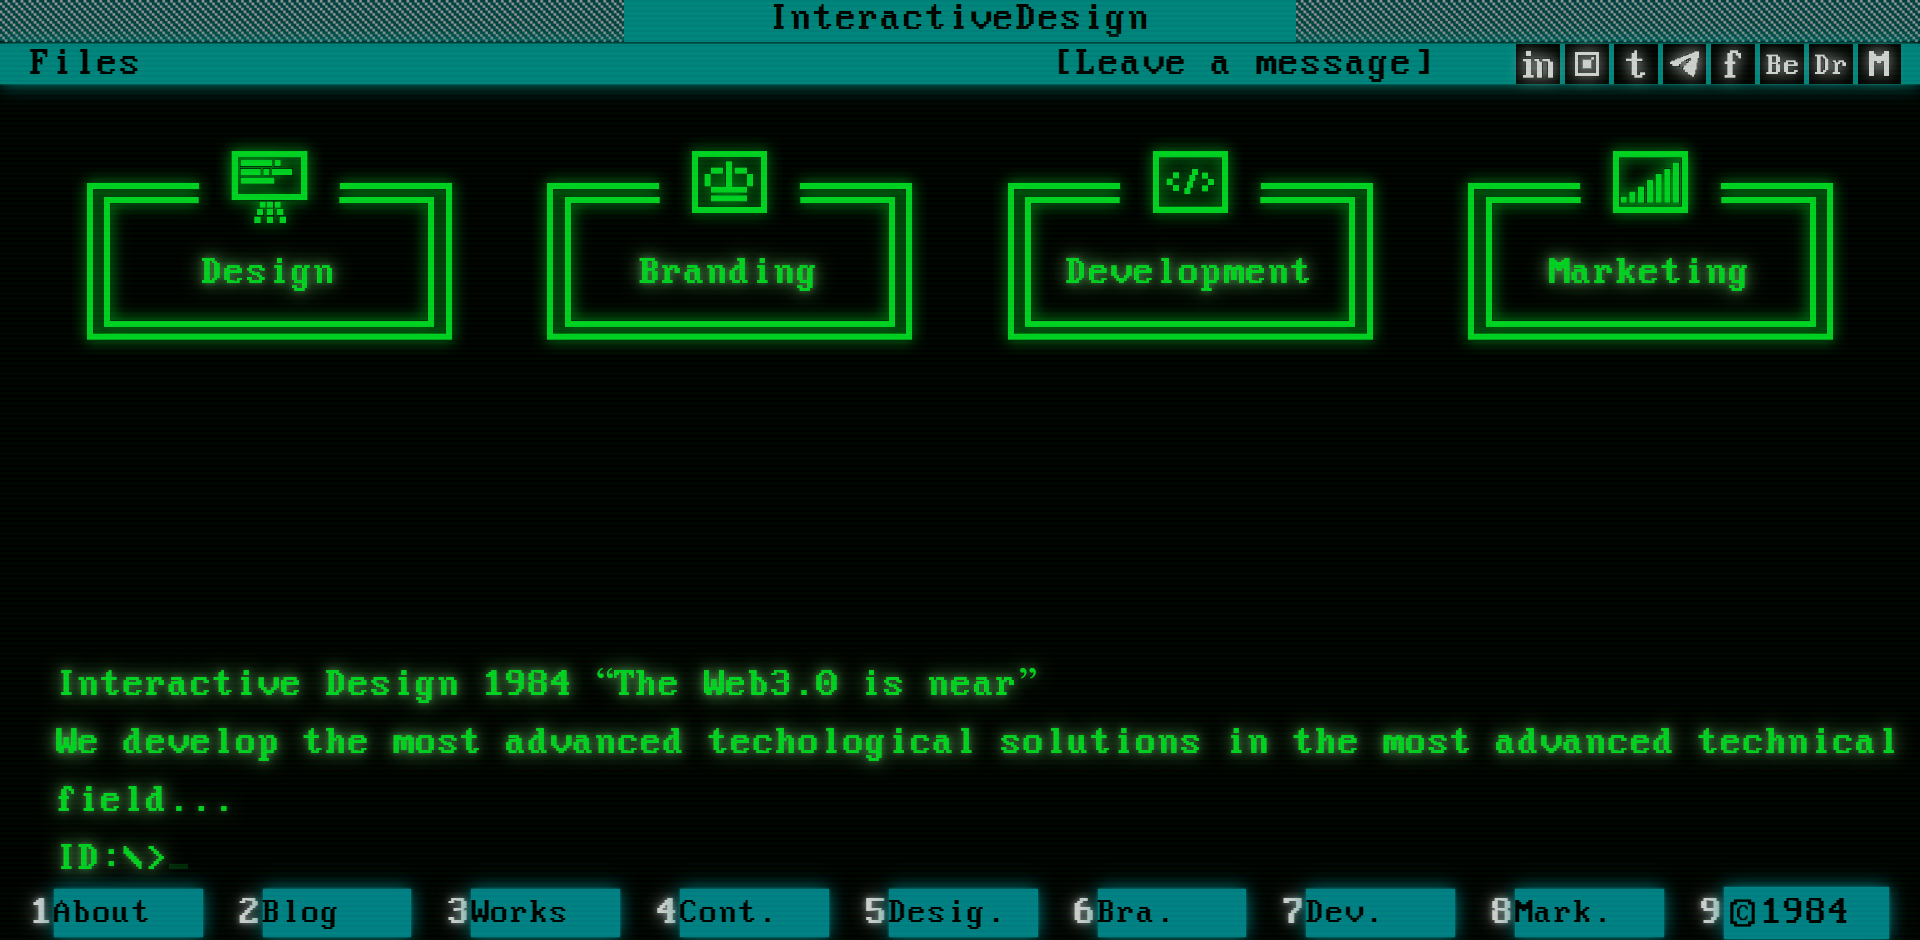 InteractiveDesign
Files [Leave a message] in t f Be Dr M
</>
Design Branding Development Marketing
Interactive Design 1984 “The Web3.0 is near”
We develop the most advanced techological solutions in the most advanced technical
field...
ID:\>_
1About 2Blog 3Works 4Cont. 5Desig. 6Bra. 7Dev. 8Mark. 9©1984